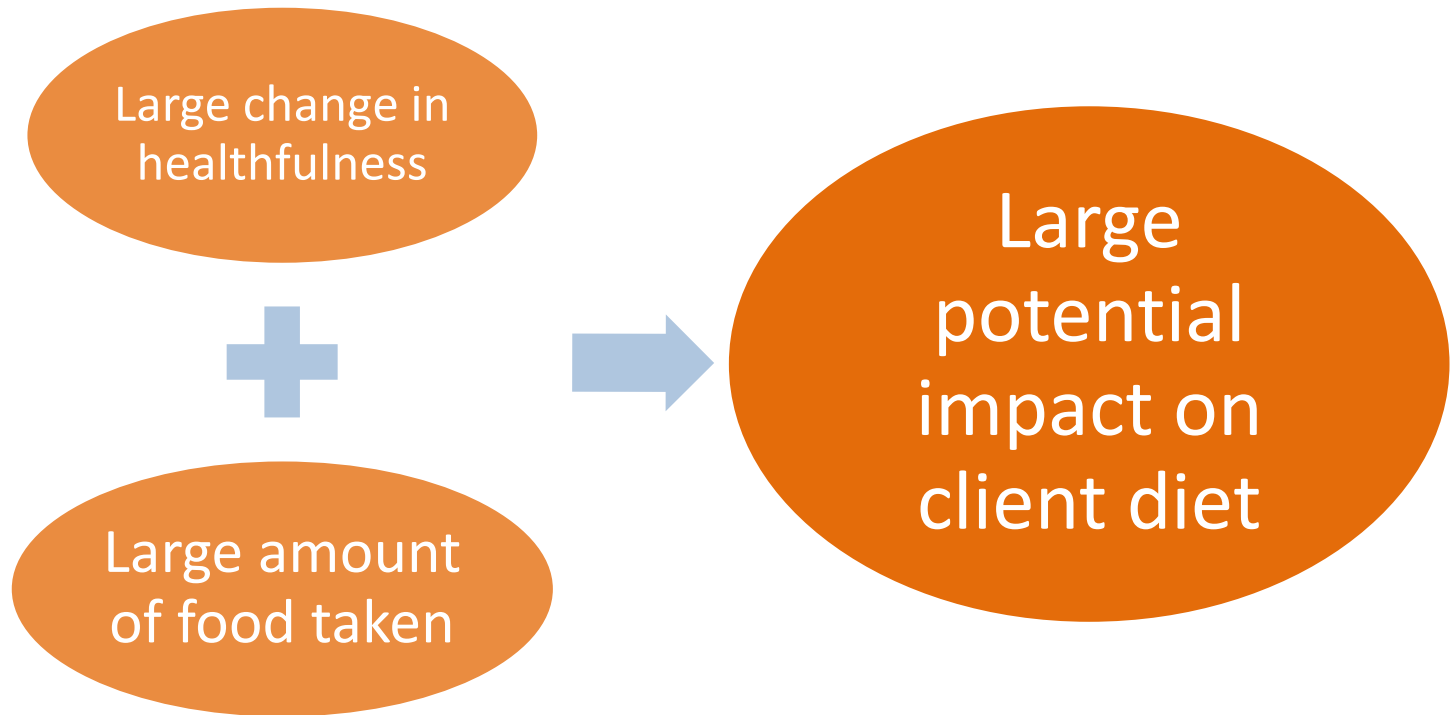 Large change in
healthfulness
Large amount
of food taken
Large
potential
impact on
client diet